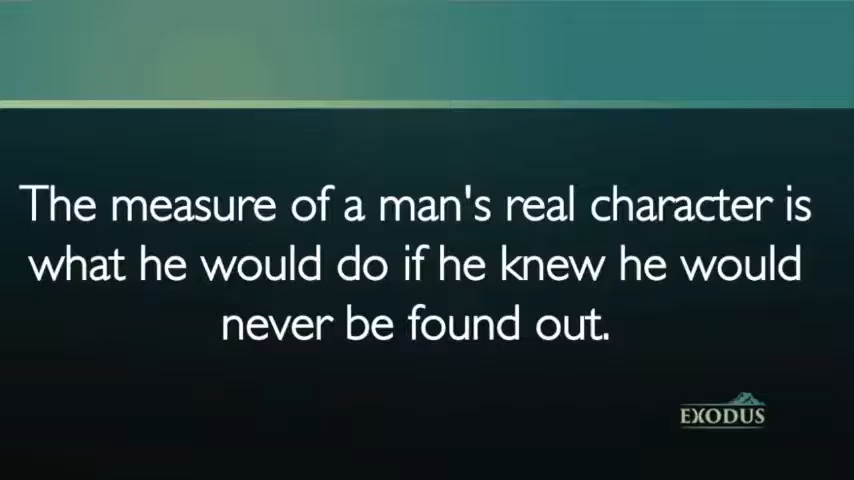 The measure of a man's real character is
what he would do if he knew he would
never be found out.
EXODUS